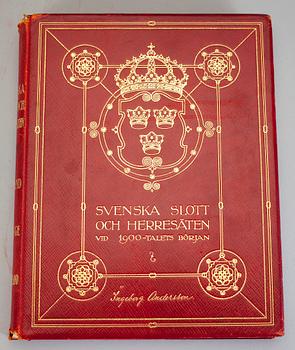 SVENSKA SLOTT
OCH HERRESÄTEN
VID 1900-TALETS BÖRJAN
Ingeborg Andersson